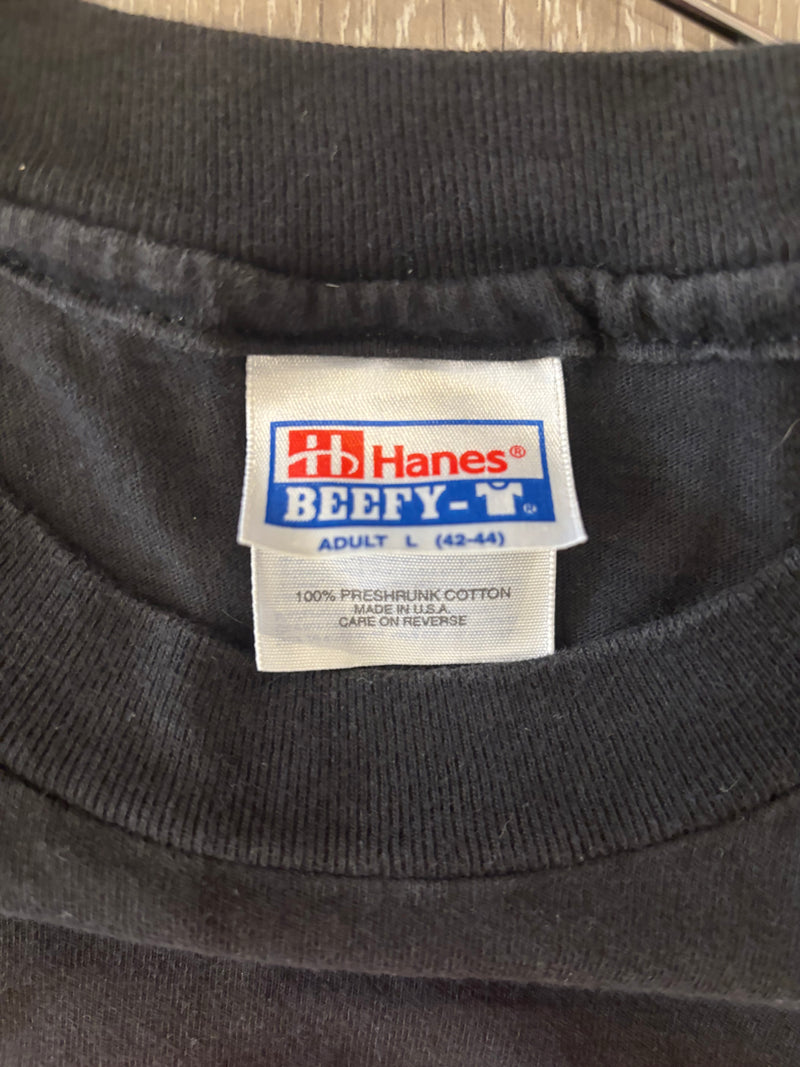 Hanes®
BEEFY-T®
ADULT L (42-44)
100% PRESHRUNK COTTON
MADE IN U.S.A.
CARE ON REVERSE